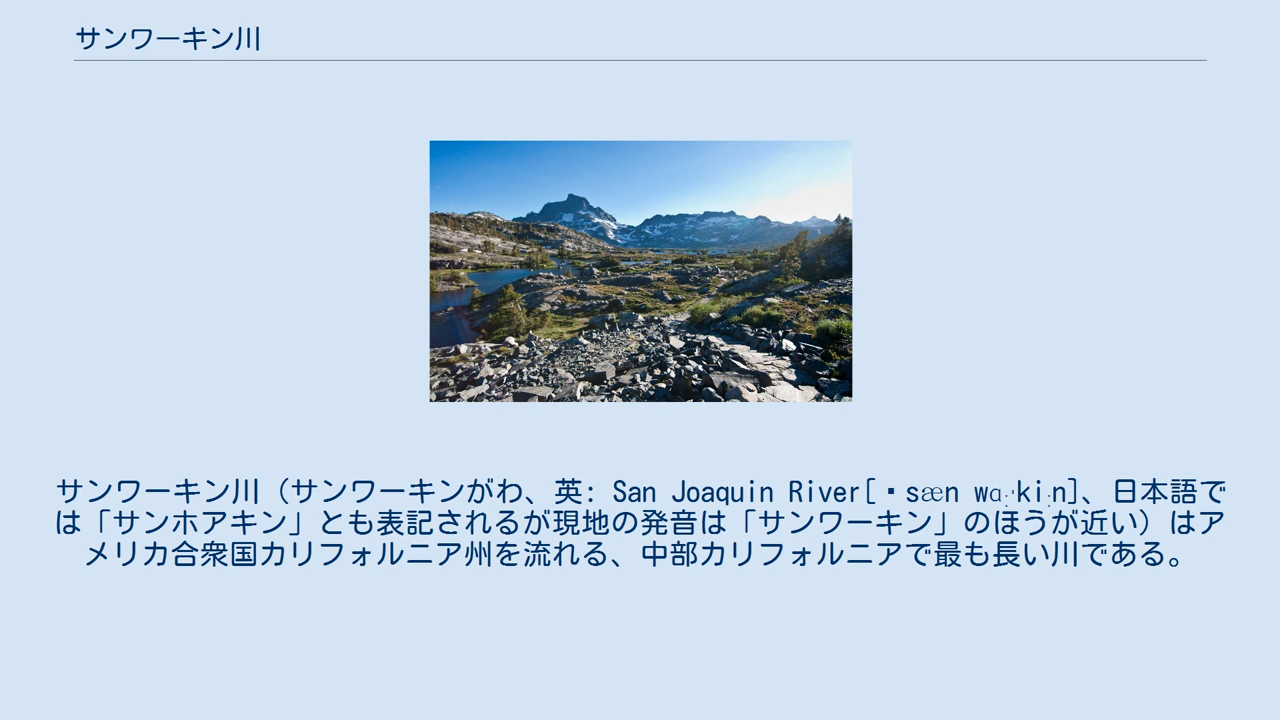 サンワーキン川
サンワーキン川（サンワーキンがわ、英: San Joaquin River[ˌsæn wɑːˈkiːn]、日本語で
は「サンホアキン」とも表記されるが現地の発音は「サンワーキン」のほうが近い）はア
メリカ合衆国カリフォルニア州を流れる、中部カリフォルニアで最も長い川である。